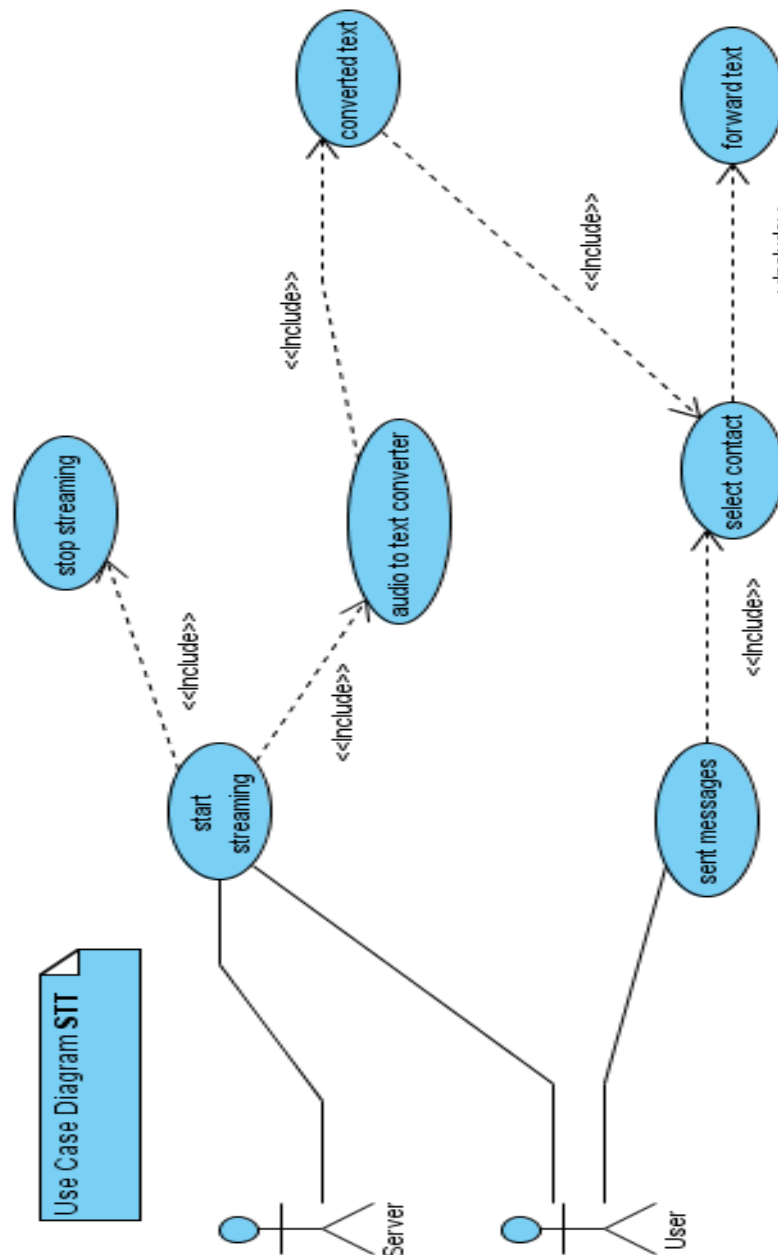 Use Case Diagram STT
stop streaming
<<Include>>
start
streaming
<<Include>>
audio to text converter
<<Include>>
converted text
<<Include>>
Server
User
sent messages
<<Include>>
select contact
forward text